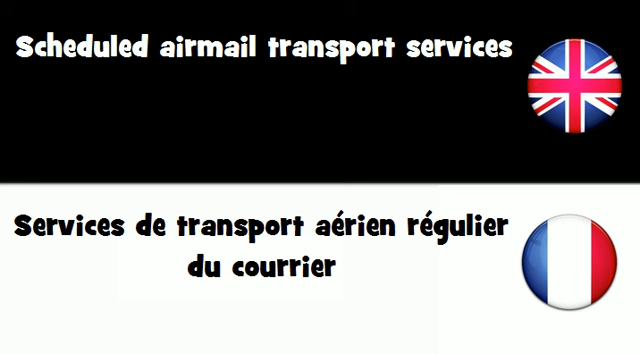 Scheduled airmail transport services
Services de transport aérien régulier
du courrier